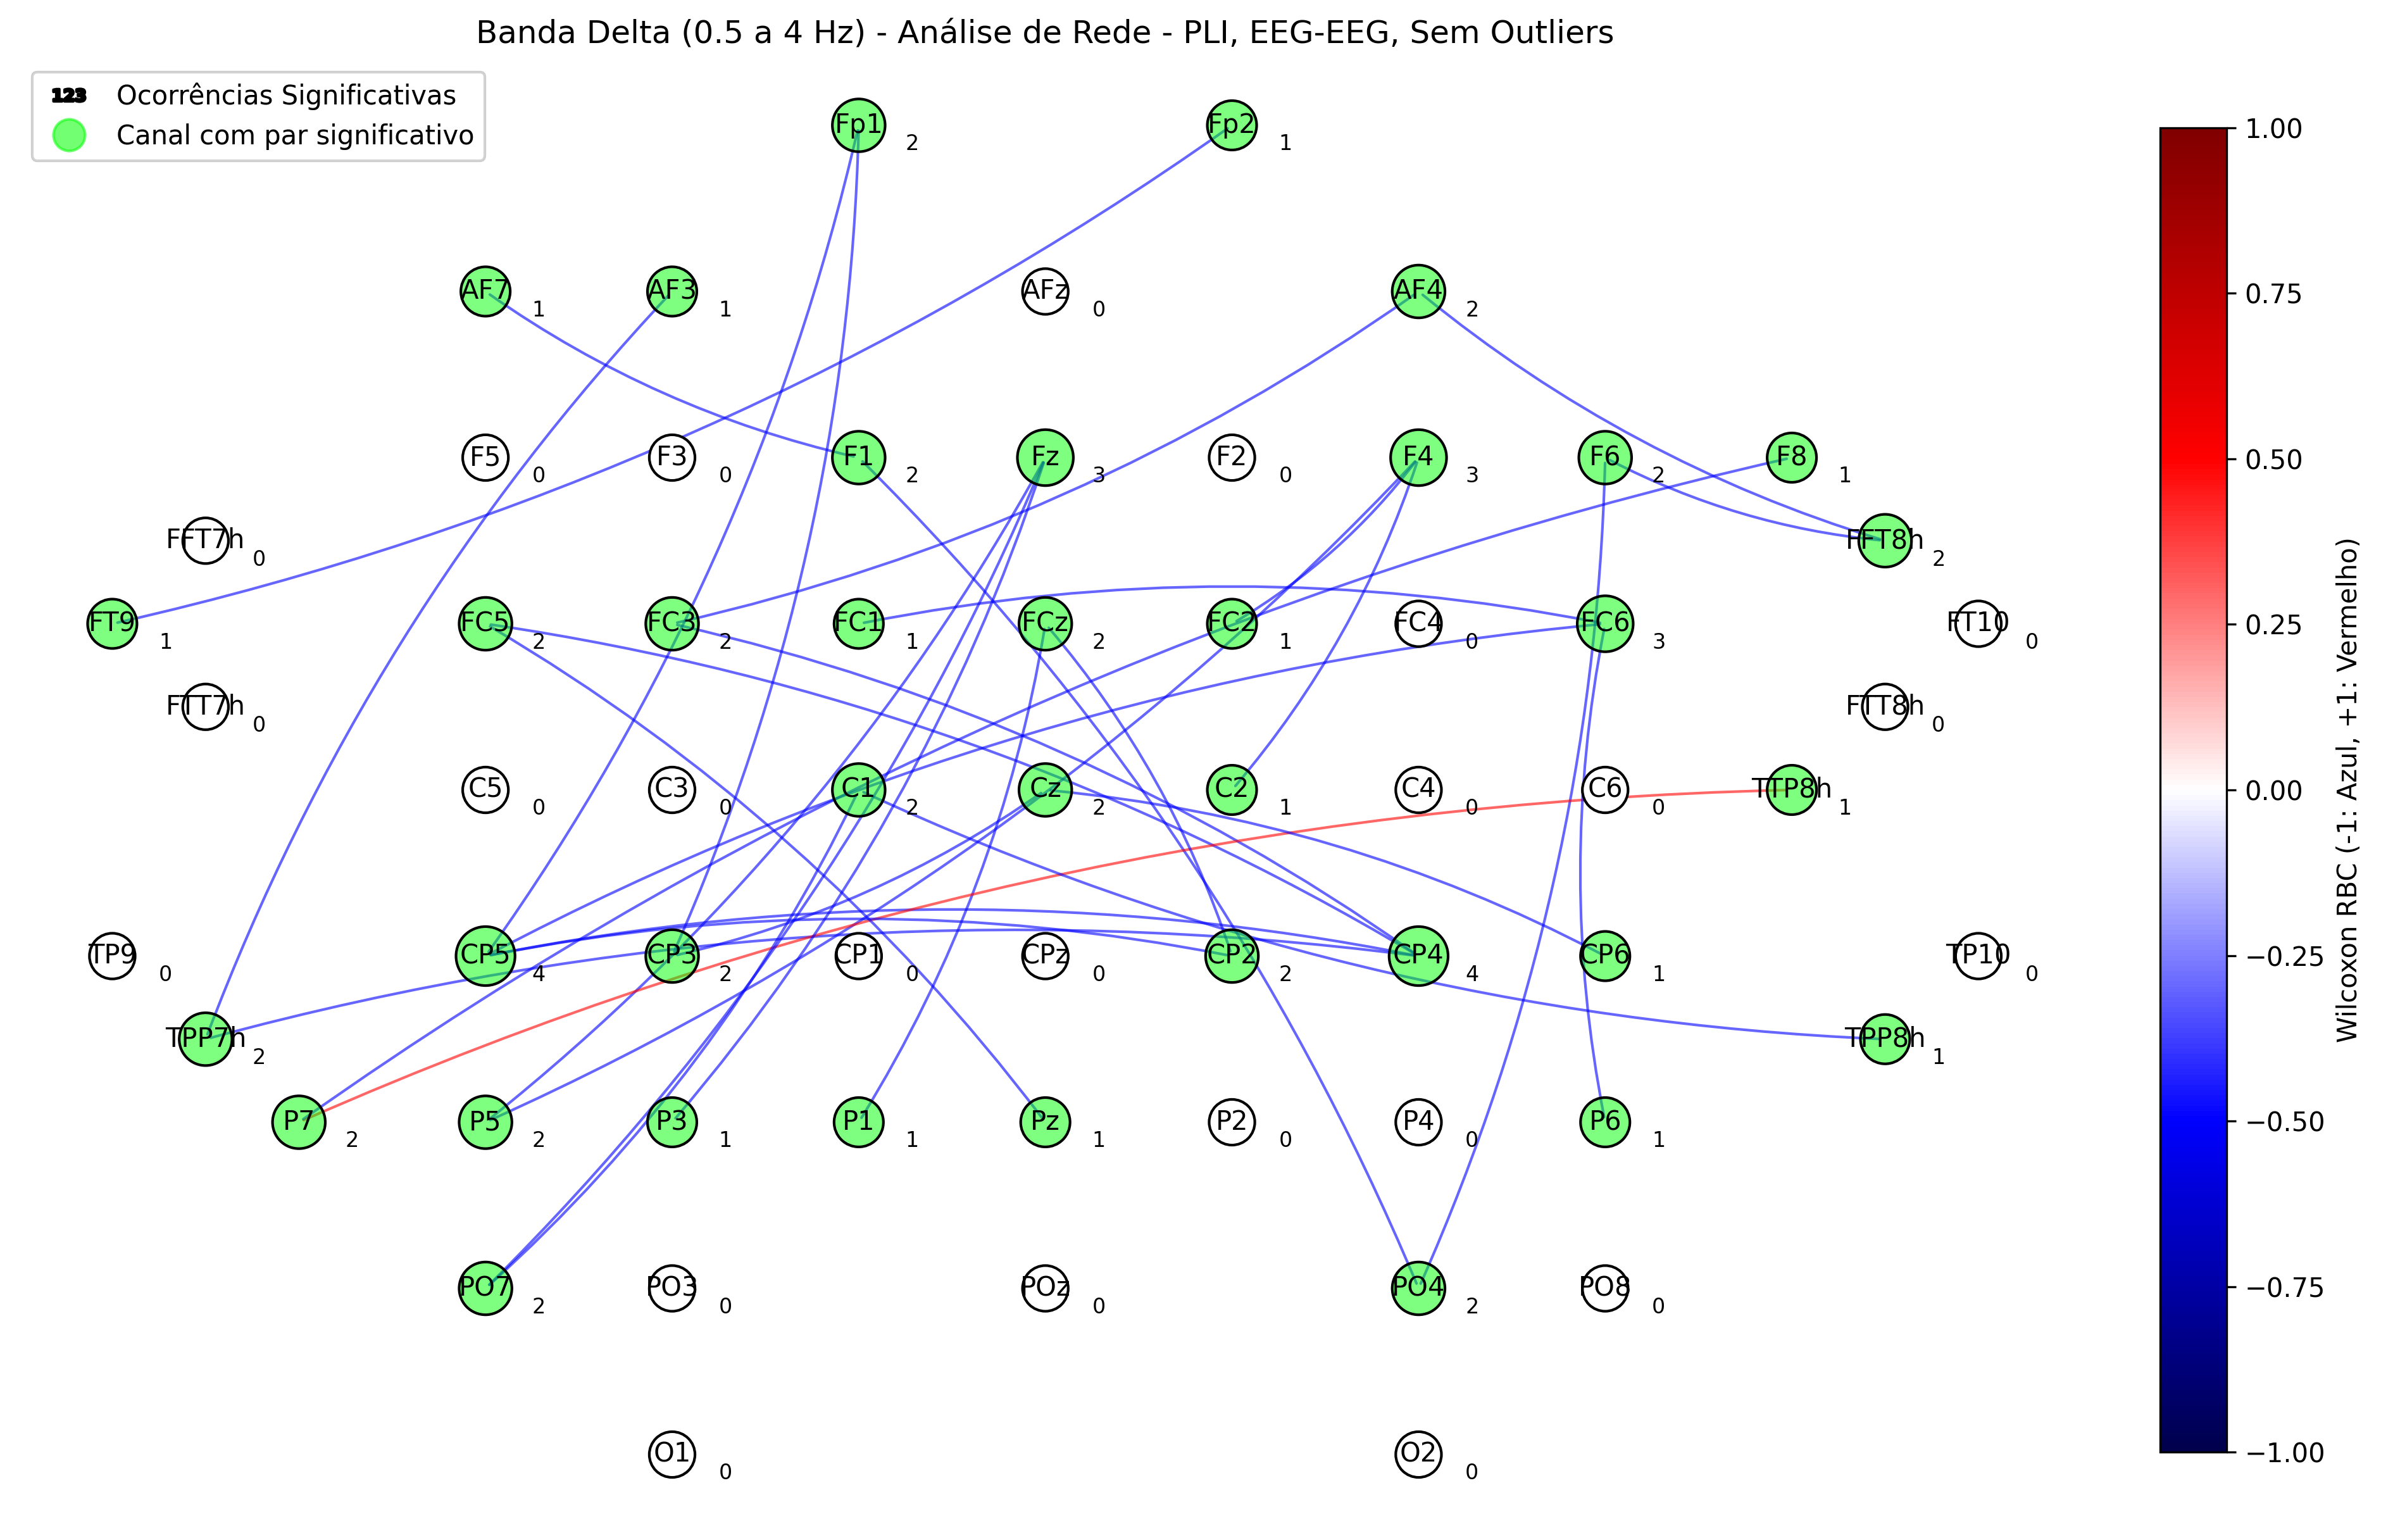 Banda Delta (0.5 a 4 Hz) - Análise de Rede - PLI, EEG-EEG, Sem Outliers
123 Ocorrências Significativas
Canal com par significativo
Fp1 2 Fp2 1
AF7 1 AF3 1 AFz 0 AF4 2
F5 0 F3 0 F1 2 Fz 3 F2 0 F4 3 F6 2 F8 1
FFT7h 0 FFT8h 2
FT9 1 FC5 2 FC3 2 FC1 1 FCz 2 FC2 1 FC4 0 FC6 3 FT10 0
FTT7h 0 FTT8h 0
C5 0 C3 0 C1 2 Cz 2 C2 1 C4 0 C6 0 TTP8h 1
TP9 0 CP5 4 CP3 2 CP1 0 CPz 0 CP2 2 CP4 4 CP6 1 TP10 0
TPP7h 2 TPP8h 1
P7 2 P5 2 P3 1 P1 1 Pz 1 P2 0 P4 0 P6 1
PO7 2 PO3 0 POz 0 PO4 2 PO8 0
O1 0 O2 0
1.00
0.75
0.50
0.25
0.00
−0.25
−0.50
−0.75
−1.00
Wilcoxon RBC (-1: Azul, +1: Vermelho)